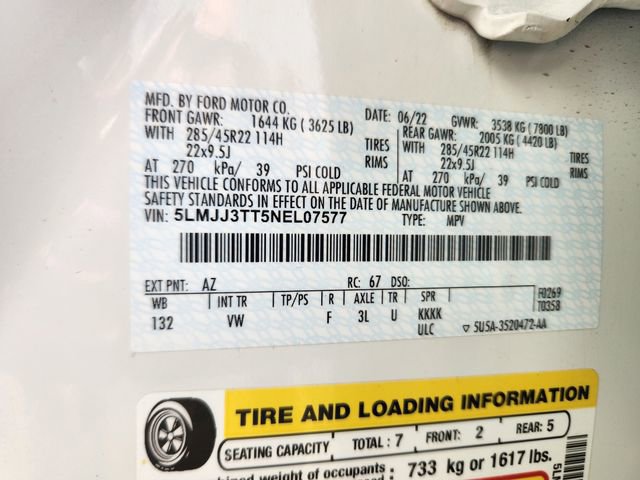 MFD. BY FORD MOTOR CO.
DATE: 06/22 GVWR: 3538 KG (7800 LB)
FRONT GAWR: 1644 KG (3625 LB) REAR GAWR: 2005 KG (4420 LB)
WITH 285/45R22 114H TIRES WITH 285/45R22 114H TIRES
22x9.5J RIMS 22x9.5J RIMS
AT 270 kPa/ 39 PSI COLD AT 270 kPa/ 39 PSI COLD
THIS VEHICLE CONFORMS TO ALL APPLICABLE FEDERAL MOTOR VEHICLE
SAFETY STANDARDS IN EFFECT ON THE DATE OF MANUFACTURE SHOWN ABOVE.
VIN: 5LMJJ3TT5NEL07577 TYPE: MPV
EXT PNT: AZ RC: 67 DSO:
WB INT TR TP/PS R AXLE TR SPR F0269
T0358
132 VW F 3L U KKKK
ULC ▽ 5U5A-3520472-AA
TIRE AND LOADING INFORMATION
SEATING CAPACITY TOTAL: 7 FRONT: 2 REAR: 5
weight of occupants : 733 kg or 1617 lbs.